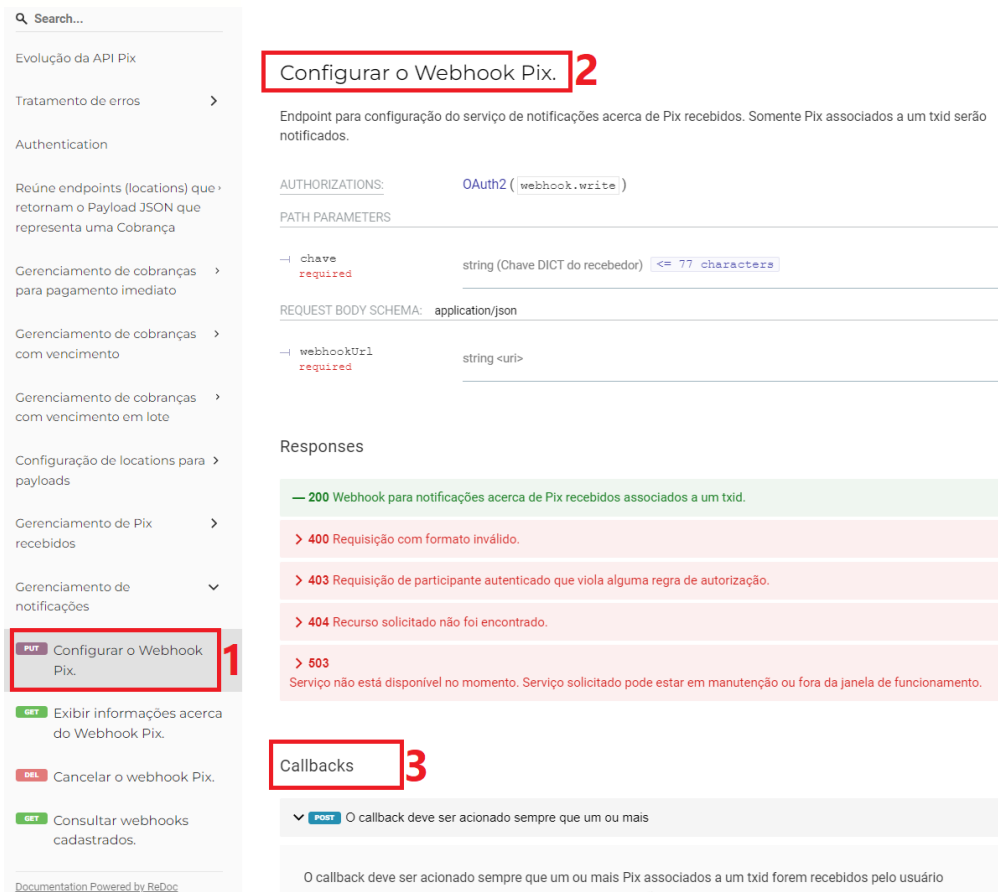 Search...
Evolução da API Pix
Tratamento de erros
Authentication
Reúne endpoints (locations) que
retornam o Payload JSON que
representa uma Cobrança
Gerenciamento de cobranças
para pagamento imediato
Gerenciamento de cobranças
com vencimento
Gerenciamento de cobranças
com vencimento em lote
Configuração de locations para
payloads
Gerenciamento de Pix
recebidos
Gerenciamento de
notificações
PUT Configurar o Webhook
Pix.
1
GET Exibir informações acerca
do Webhook Pix.
DEL Cancelar o webhook Pix.
GET Consultar webhooks
cadastrados.
Documentation Powered by ReDoc
Configurar o Webhook Pix. 2
Endpoint para configuração do serviço de notificações acerca de Pix recebidos. Somente Pix associados a um txid serão
notificados.
AUTHORIZATIONS: OAuth2 ( webhook.write )
PATH PARAMETERS
chave
required
string (Chave DICT do recebedor) <= 77 characters
REQUEST BODY SCHEMA: application/json
webhookUrl
required
string <uri>
Responses
— 200 Webhook para notificações acerca de Pix recebidos associados a um txid.
400 Requisição com formato inválido.
403 Requisição de participante autenticado que viola alguma regra de autorização.
404 Recurso solicitado não foi encontrado.
503
Serviço não está disponível no momento. Serviço solicitado pode estar em manutenção ou fora da janela de funcionamento.
Callbacks 3
POST O callback deve ser acionado sempre que um ou mais
O callback deve ser acionado sempre que um ou mais Pix associados a um txid forem recebidos pelo usuário